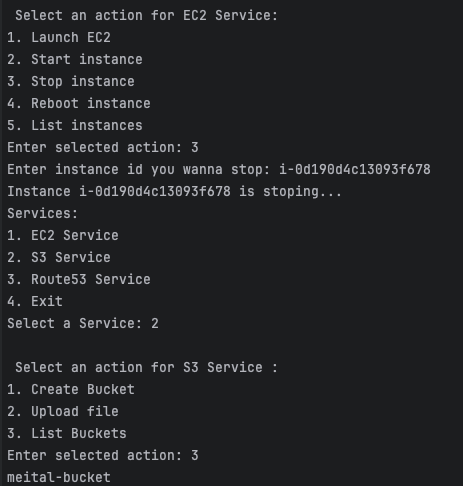 Select an action for EC2 Service:
1. Launch EC2
2. Start instance
3. Stop instance
4. Reboot instance
5. List instances
Enter selected action: 3
Enter instance id you wanna stop: i-0d190d4c13093f678
Instance i-0d190d4c13093f678 is stoping...
Services:
1. EC2 Service
2. S3 Service
3. Route53 Service
4. Exit
Select a Service: 2
Select an action for S3 Service :
1. Create Bucket
2. Upload file
3. List Buckets
Enter selected action: 3
meital-bucket